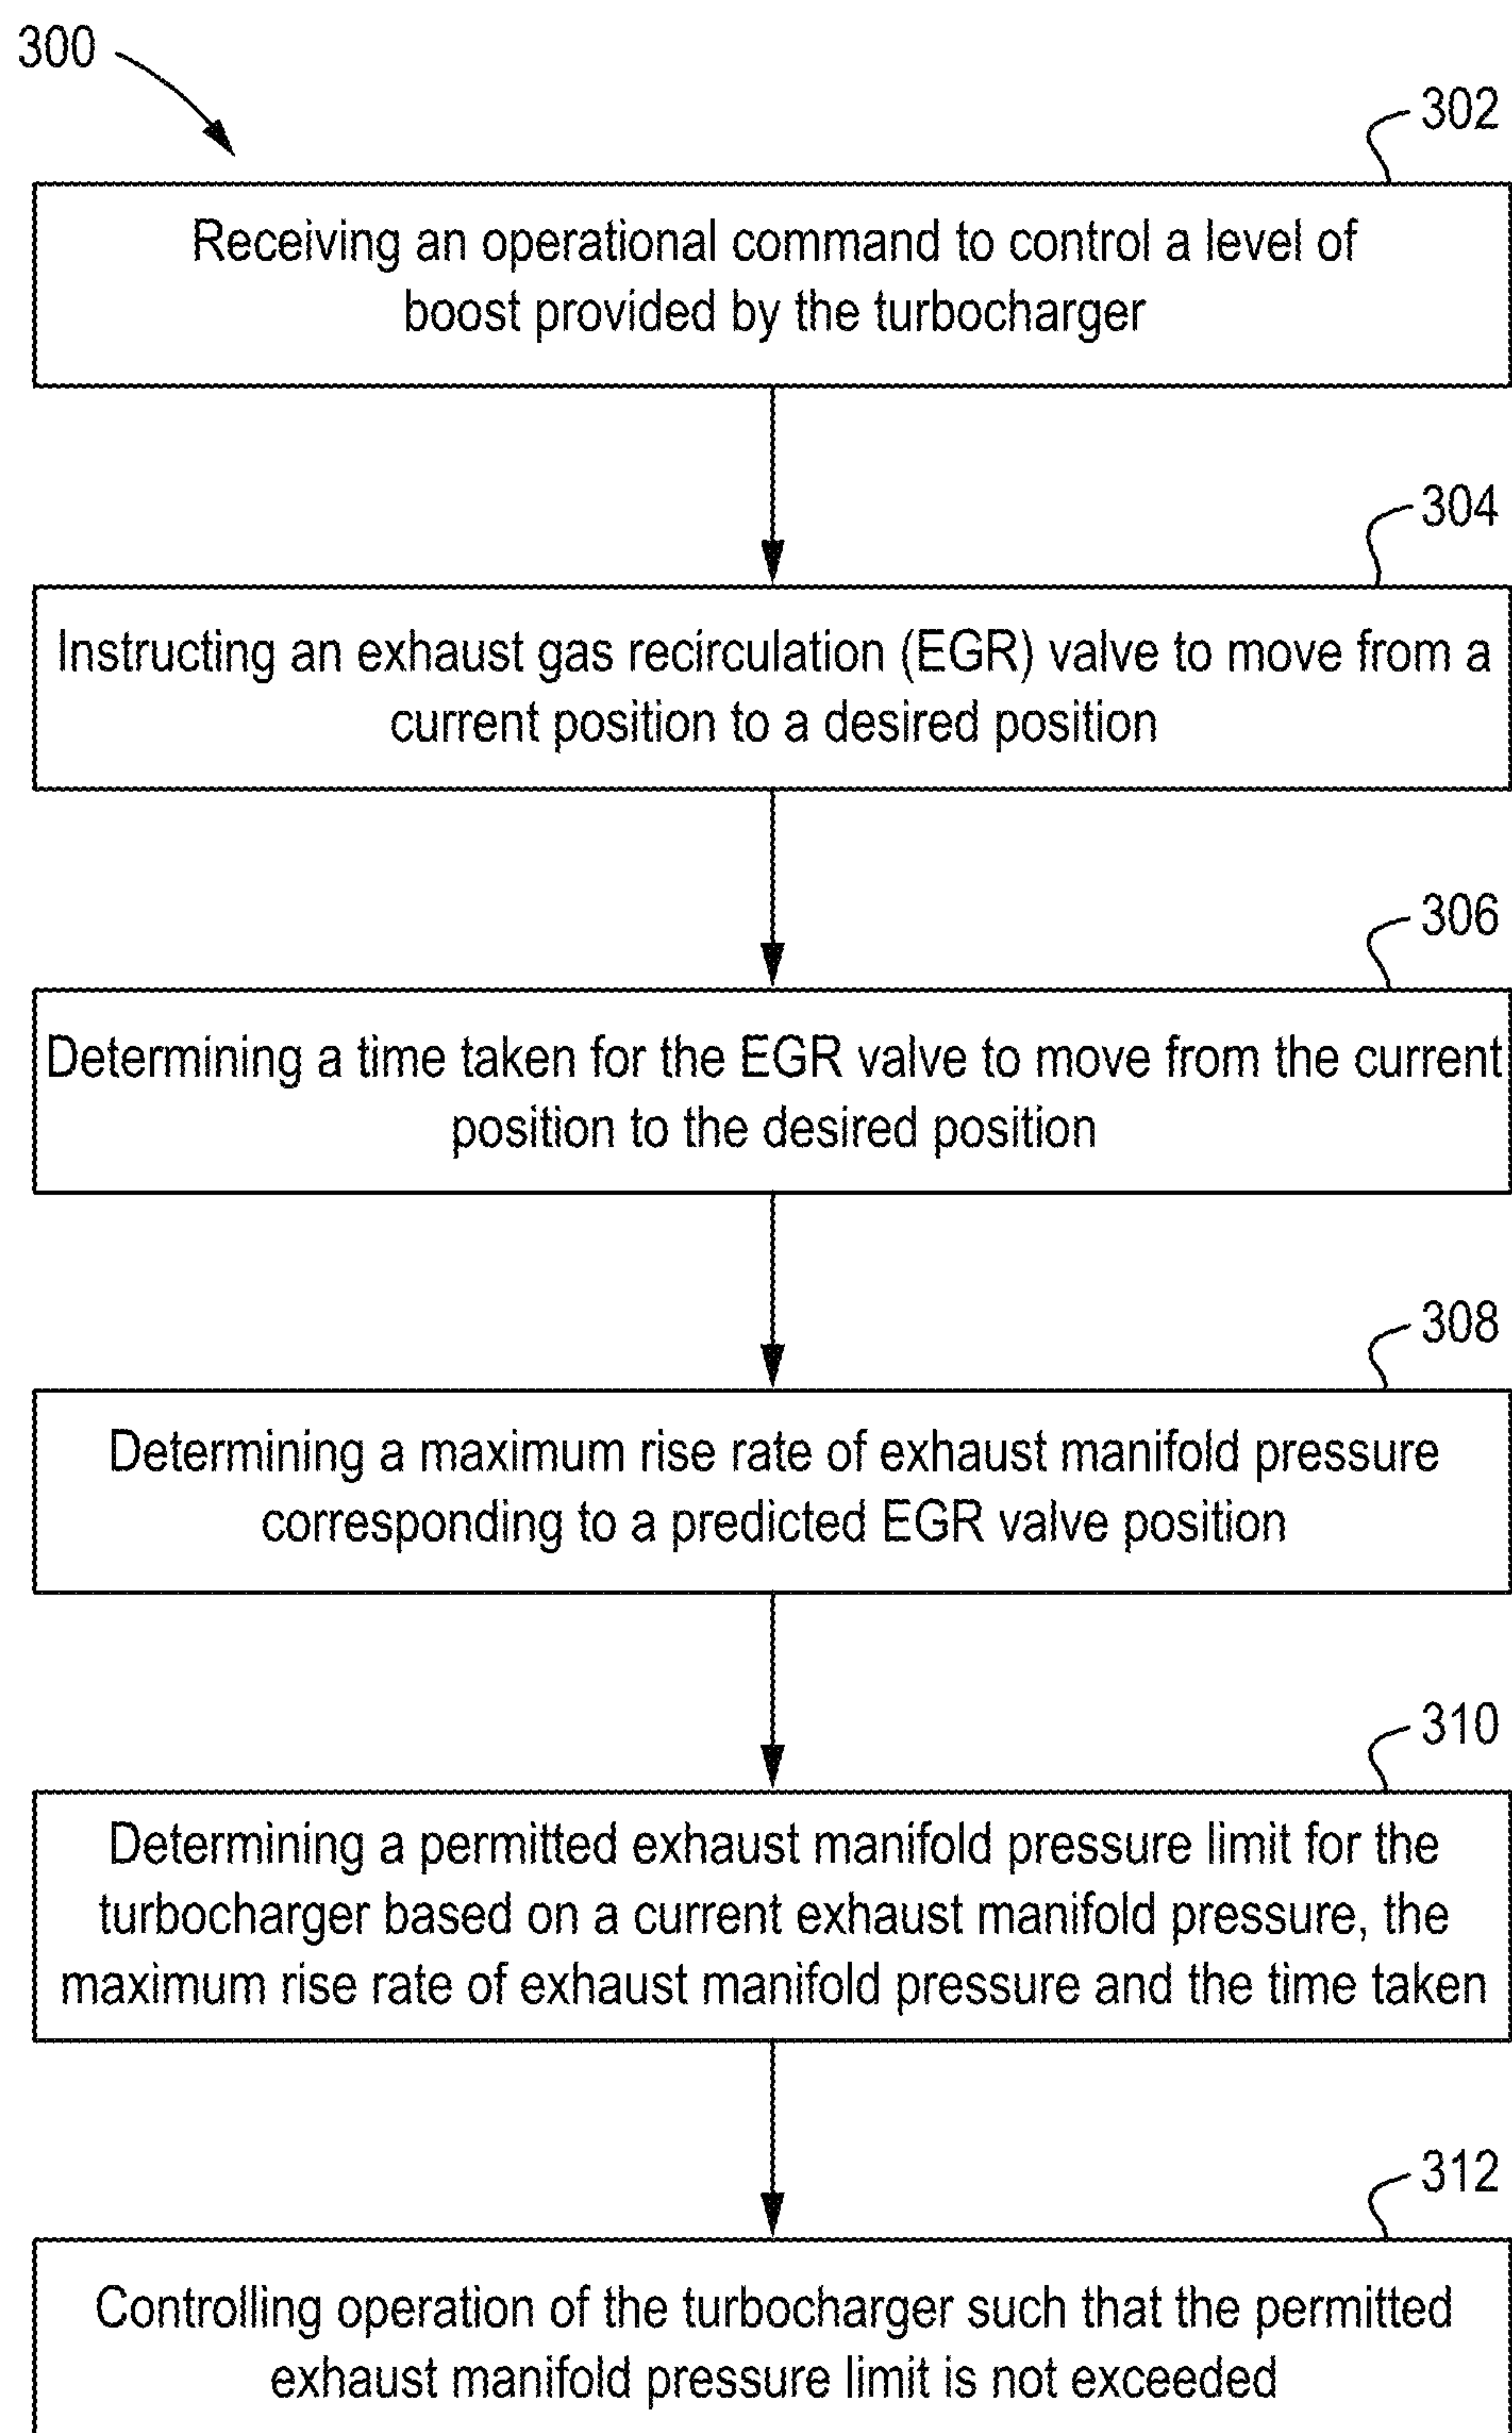 300
302
Receiving an operational command to control a level of
boost provided by the turbocharger
304
Instructing an exhaust gas recirculation (EGR) valve to move from a
current position to a desired position
306
Determining a time taken for the EGR valve to move from the current
position to the desired position
308
Determining a maximum rise rate of exhaust manifold pressure
corresponding to a predicted EGR valve position
310
Determining a permitted exhaust manifold pressure limit for the
turbocharger based on a current exhaust manifold pressure, the
maximum rise rate of exhaust manifold pressure and the time taken
312
Controlling operation of the turbocharger such that the permitted
exhaust manifold pressure limit is not exceeded